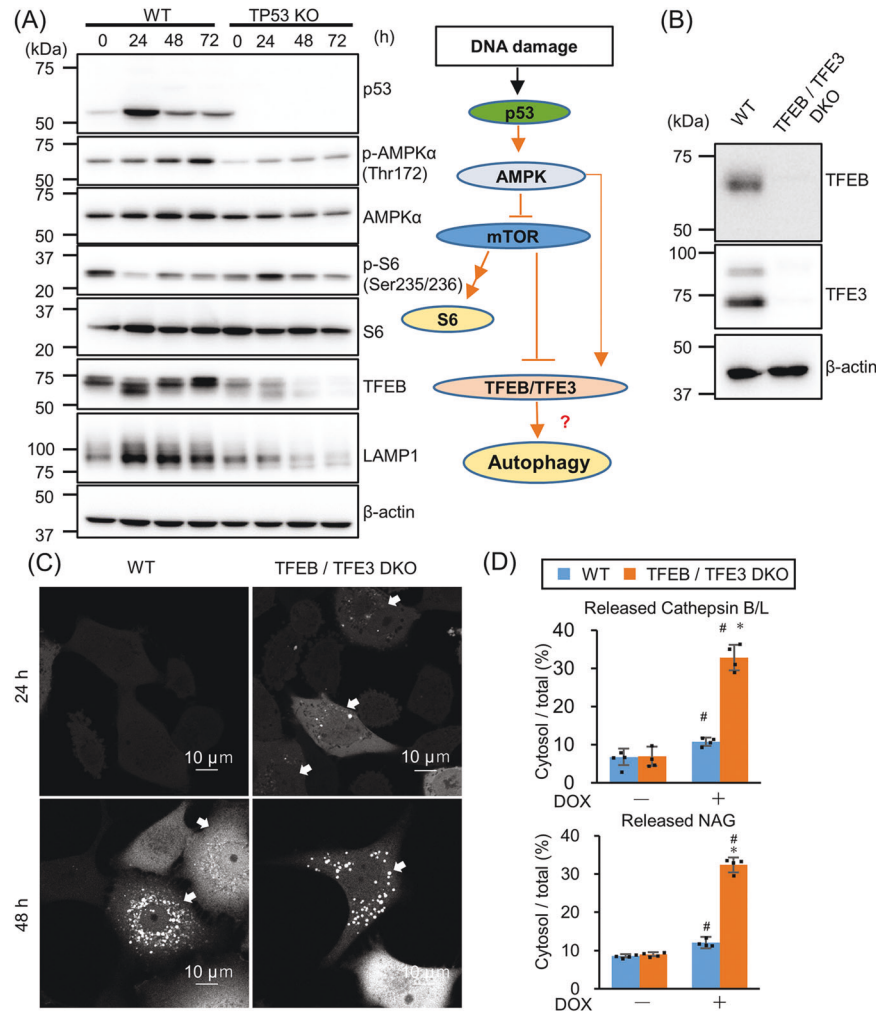 (A)
WT
TP53 KO
(kDa)
0 24 48 72 0 24 48 72 (h)
75
50
p53
75
50
p-AMPKα
(Thr172)
75
50
AMPKα
37
20
p-S6
(Ser235/236)
37
20
S6
75
50
TFEB
100
75
LAMP1
50
37
β-actin
DNA damage
p53
AMPK
mTOR
S6
TFEB/TFE3
?
Autophagy
(B)
(kDa)
WT
TFEB / TFE3
DKO
75
50
TFEB
100
75
TFE3
50
37
β-actin
(C)
WT
TFEB / TFE3 DKO
24 h
10 μm
10 μm
48 h
10 μm
10 μm
(D)
WT
TFEB / TFE3 DKO
Released Cathepsin B/L
Cytosol / total (%)
40
30
20
10
0
#
# *
DOX — +
Released NAG
Cytosol / total (%)
40
30
20
10
0
#
#
*
DOX — +